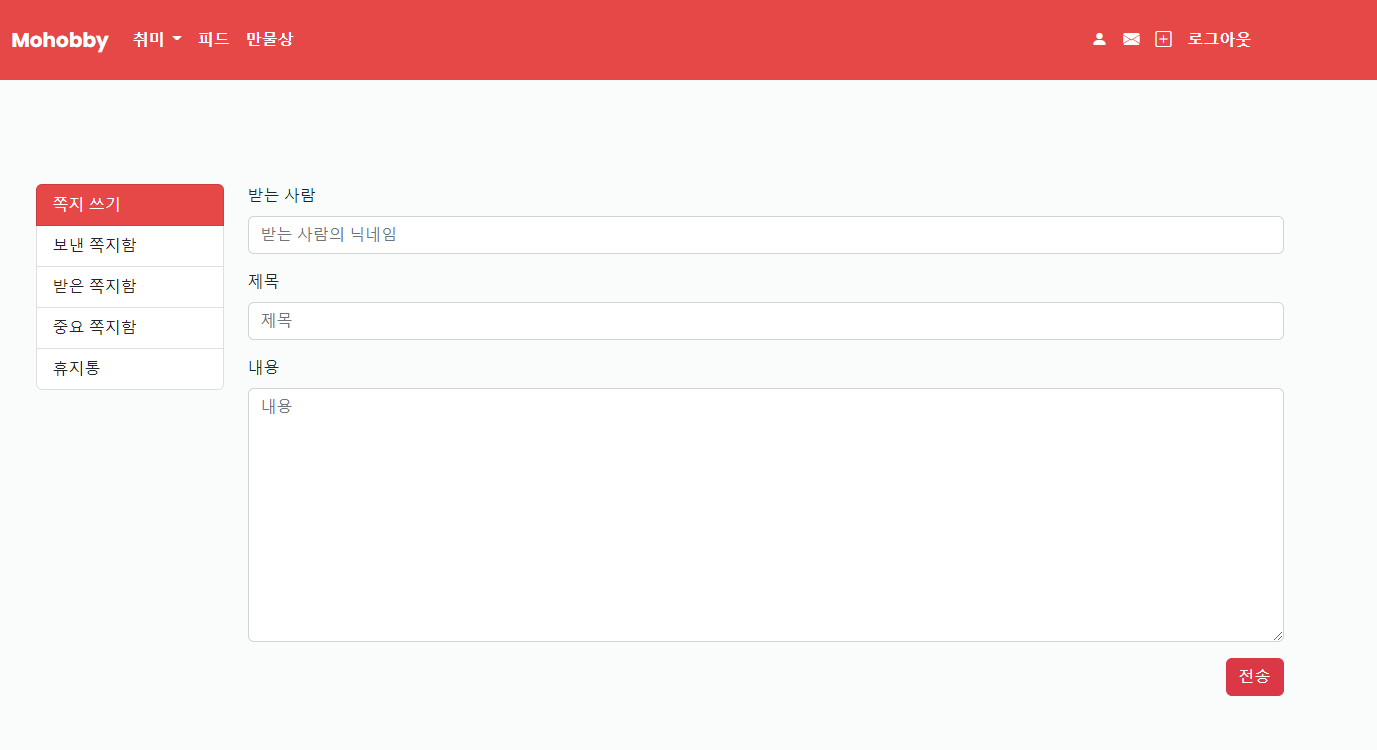 Mohobby 취미 피드 만물상 로그아웃
쪽지 쓰기
보낸 쪽지함
받은 쪽지함
중요 쪽지함
휴지통
받는 사람
받는 사람의 닉네임
제목
제목
내용
내용
전송